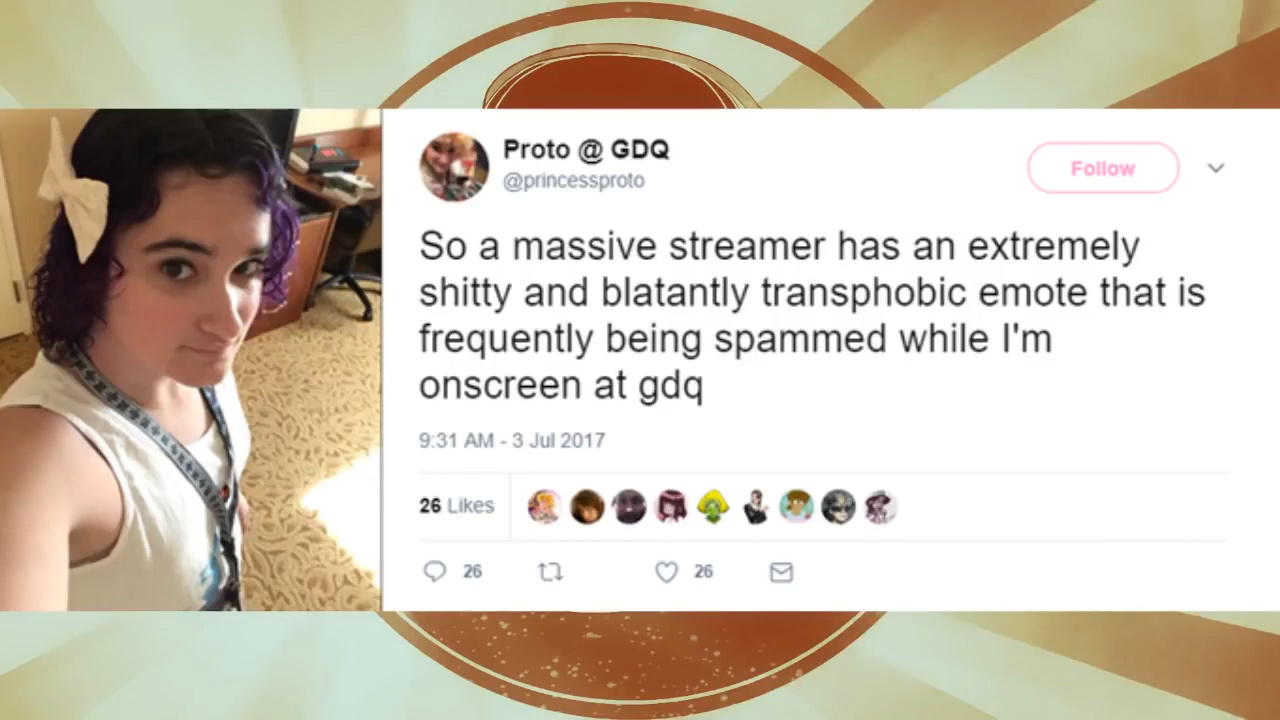 Proto @ GDQ
@princessproto
Follow
So a massive streamer has an extremely
shitty and blatantly transphobic emote that is
frequently being spammed while I'm
onscreen at gdq
9:31 AM - 3 Jul 2017
26 Likes
26
26